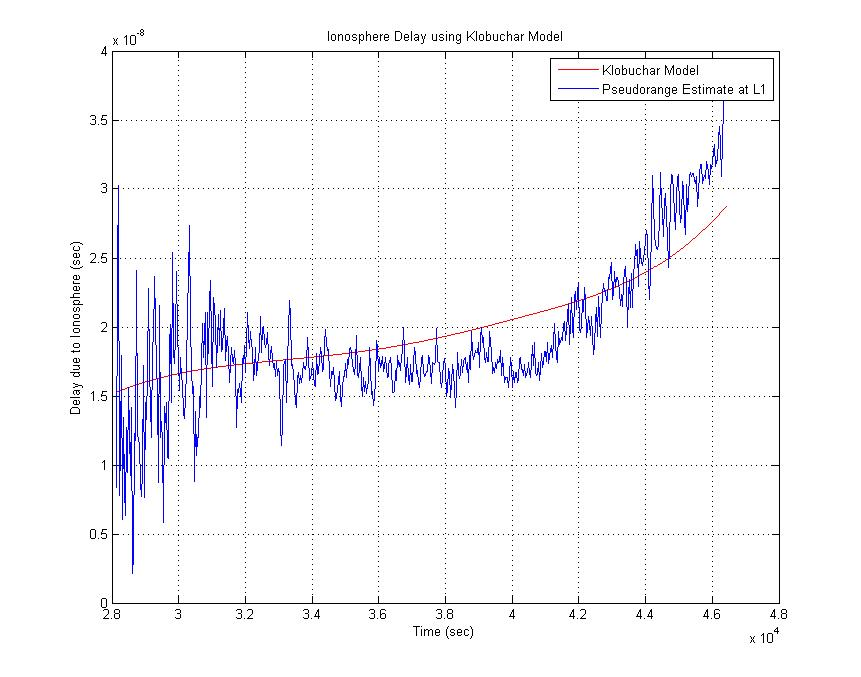 Ionosphere Delay using Klobuchar Model
x 10^-8
Klobuchar Model
Pseudorange Estimate at L1
Delay due to Ionosphere (sec)
4
3.5
3
2.5
2
1.5
1
0.5
0
2.8 3 3.2 3.4 3.6 3.8 4 4.2 4.4 4.6 4.8
Time (sec)
x 10^4